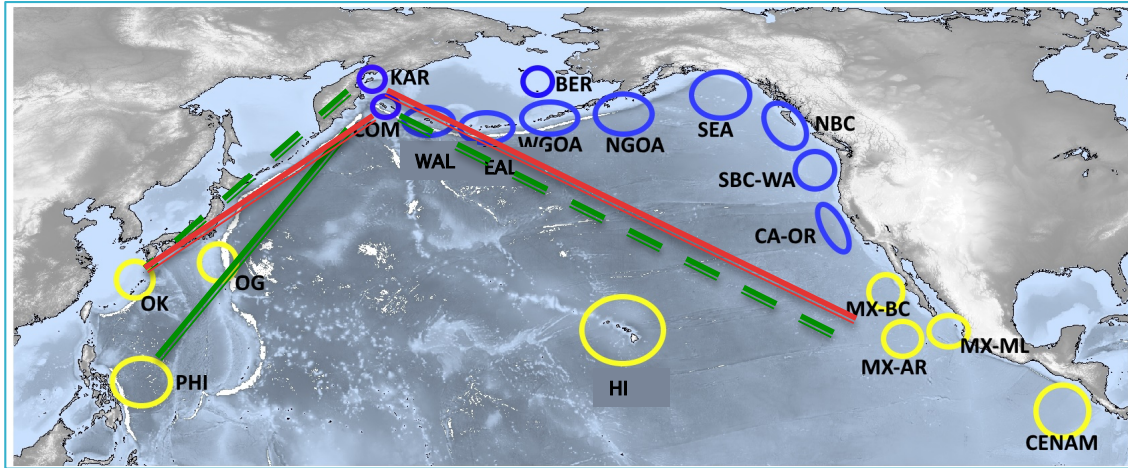 KAR
BER
COM
WAL
EAL
WGOA
NGOA
SEA
NBC
SBC-WA
CA-OR
OK
OG
PHI
HI
MX-BC
MX-AR
MX-ML
CENAM